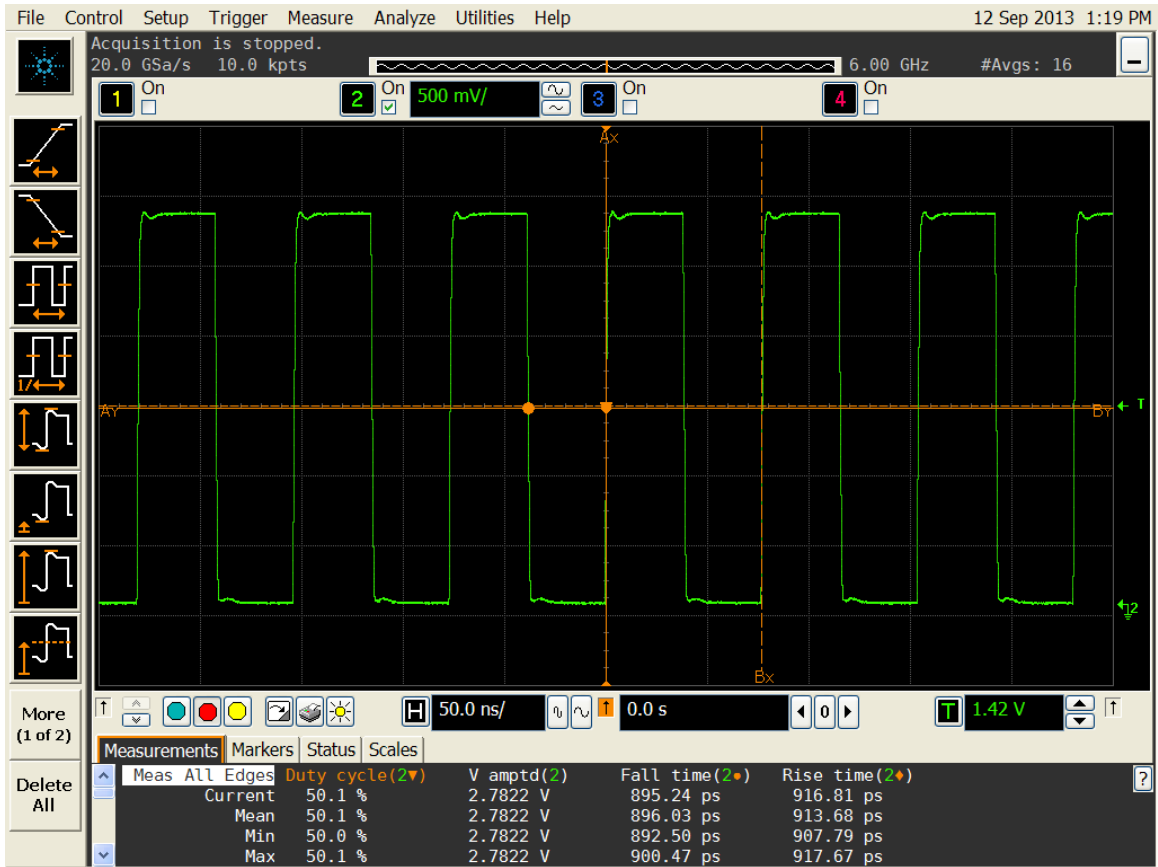 File Control Setup Trigger Measure Analyze Utilities Help 12 Sep 2013 1:19 PM
Acquisition is stopped.
20.0 GSa/s 10.0 kpts 6.00 GHz #Avgs: 16
1 On 2 On 500 mV/ 3 On 4 On
Ax
1/
AY BY T
2
Bx
More
(1 of 2)
Delete
All
H 50.0 ns/ 0.0 s 0 T 1.42 V
Measurements Markers Status Scales
Meas All Edges Duty cycle(2▼) V amptd(2) Fall time(2●) Rise time(2♦) ?
Current 50.1 % 2.7822 V 895.24 ps 916.81 ps
Mean 50.1 % 2.7822 V 896.03 ps 913.68 ps
Min 50.0 % 2.7822 V 892.50 ps 907.79 ps
Max 50.1 % 2.7822 V 900.47 ps 917.67 ps